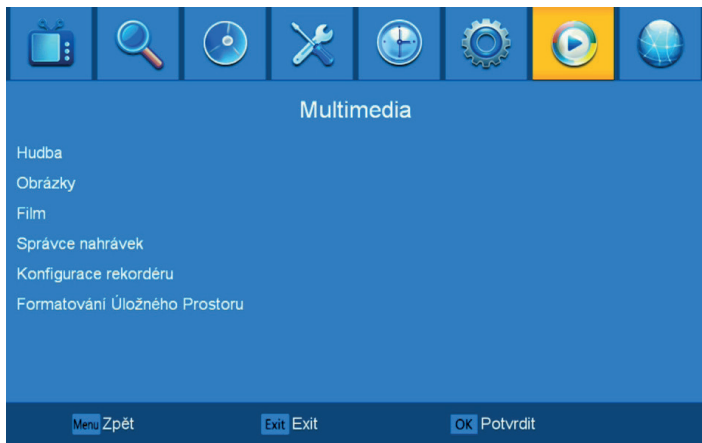 Multimedia
Hudba
Obrázky
Film
Správce nahrávek
Konfigurace rekordéru
Formatování Úložného Prostoru
Menu Zpět Exit Exit OK Potvrdit